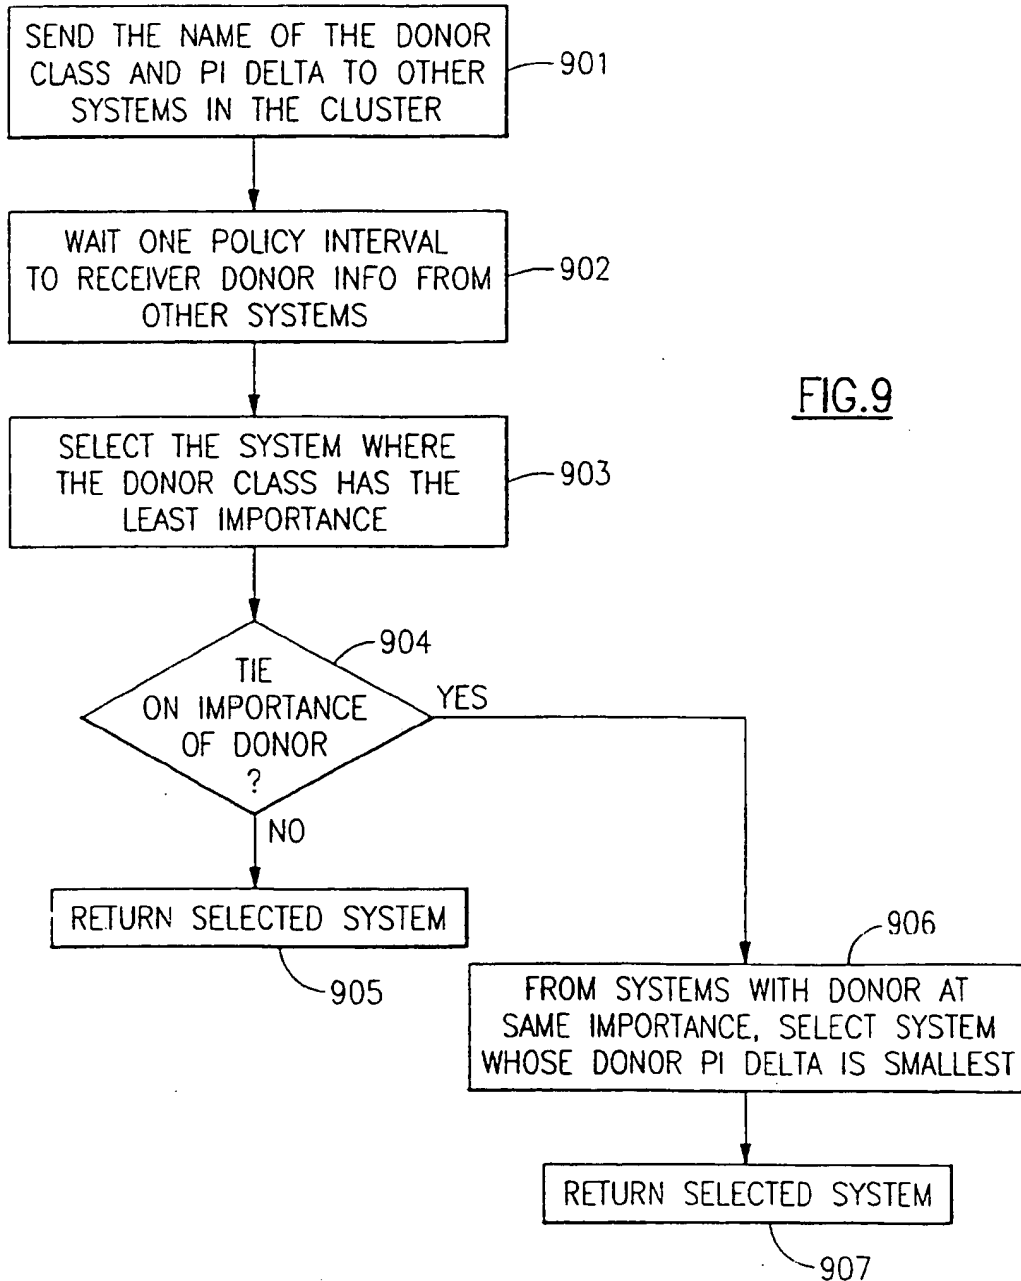 SEND THE NAME OF THE DONOR
CLASS AND PI DELTA TO OTHER
SYSTEMS IN THE CLUSTER
901
WAIT ONE POLICY INTERVAL
TO RECEIVER DONOR INFO FROM
OTHER SYSTEMS
902
FIG.9
SELECT THE SYSTEM WHERE
THE DONOR CLASS HAS THE
LEAST IMPORTANCE
903
904
TIE
ON IMPORTANCE
OF DONOR
?
YES
NO
RETURN SELECTED SYSTEM
905
906
FROM SYSTEMS WITH DONOR AT
SAME IMPORTANCE, SELECT SYSTEM
WHOSE DONOR PI DELTA IS SMALLEST
RETURN SELECTED SYSTEM
907